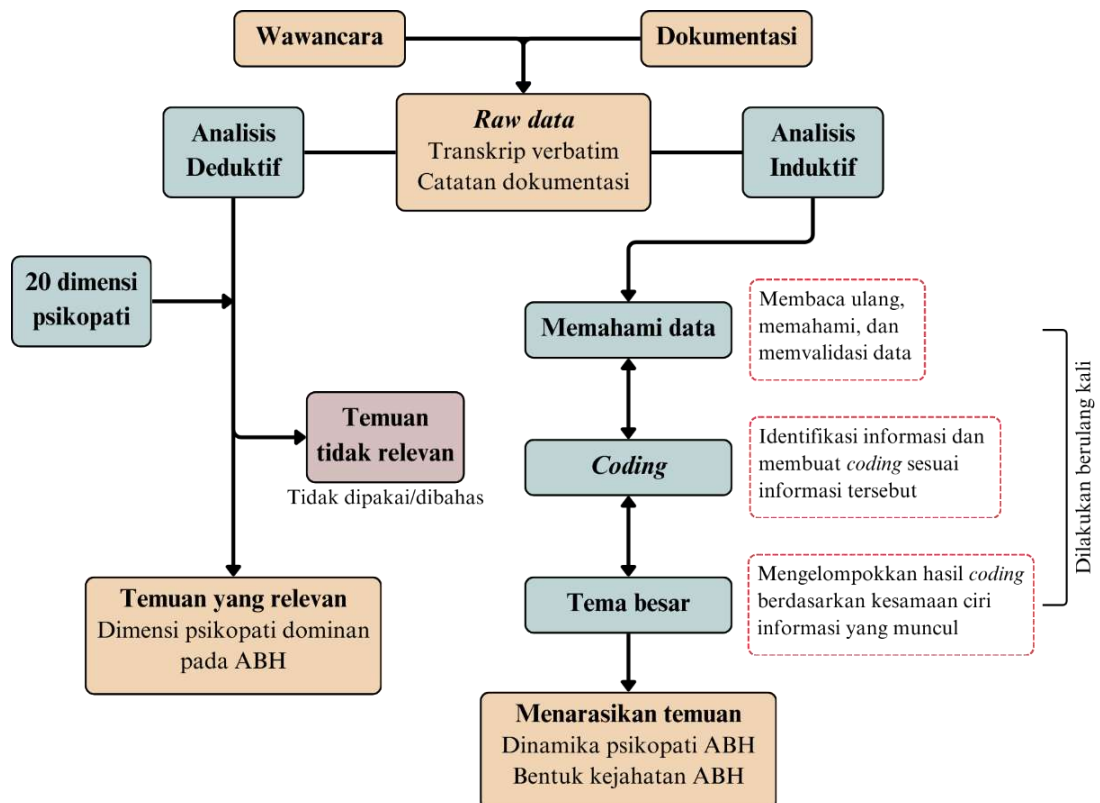 Wawancara
Dokumentasi
Raw data
Transkrip verbatim
Catatan dokumentasi
Analisis
Deduktif
Analisis
Induktif
20 dimensi
psikopati
Temuan
tidak relevan
Tidak dipakai/dibahas
Temuan yang relevan
Dimensi psikopati dominan
pada ABH
Memahami data
Membaca ulang,
memahami, dan
memvalidasi data
Coding
Identifikasi informasi dan
membuat coding sesuai
informasi tersebut
Tema besar
Mengelompokkan hasil coding
berdasarkan kesamaan ciri
informasi yang muncul
Dilakukan berulang kali
Menarasikan temuan
Dinamika psikopati ABH
Bentuk kejahatan ABH